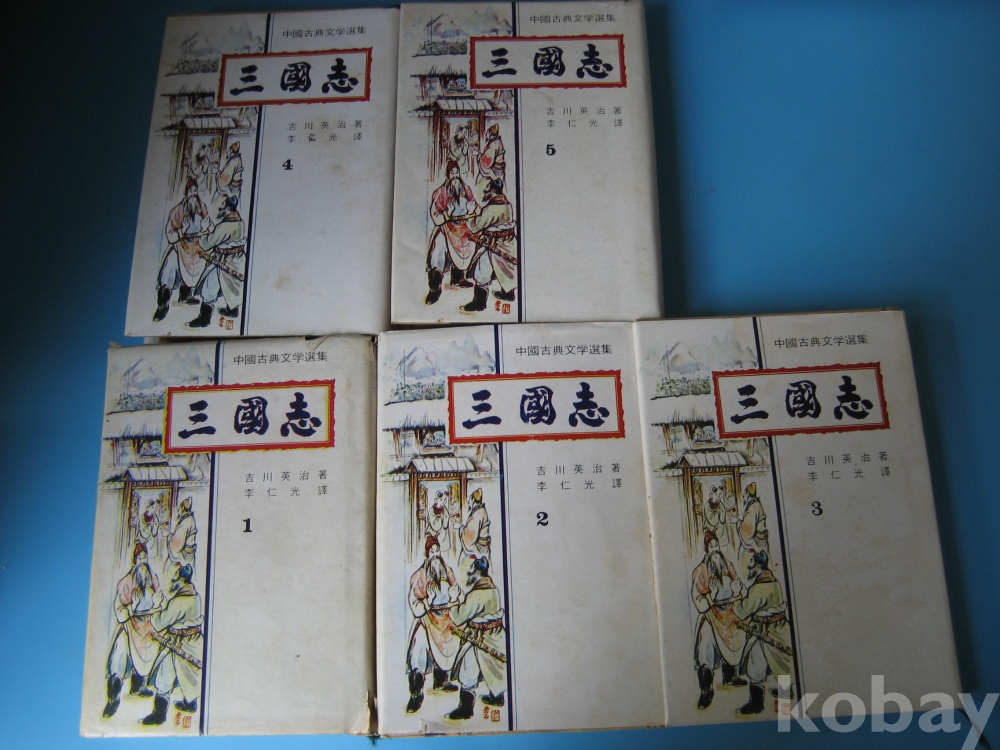 中國古典文学選集
三國志
吉川英治著
李仁光譯
4
中國古典文学選集
三國志
吉川英治著
李仁光譯
5
中國古典文学選集
三國志
吉川英治著
李仁光譯
1
中國古典文学選集
三國志
吉川英治著
李仁光譯
2
中國古典文学選集
三國志
吉川英治著
李仁光譯
3
kobay